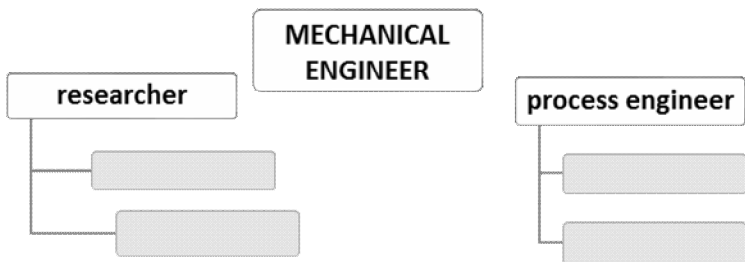 MECHANICAL
ENGINEER
researcher
process engineer